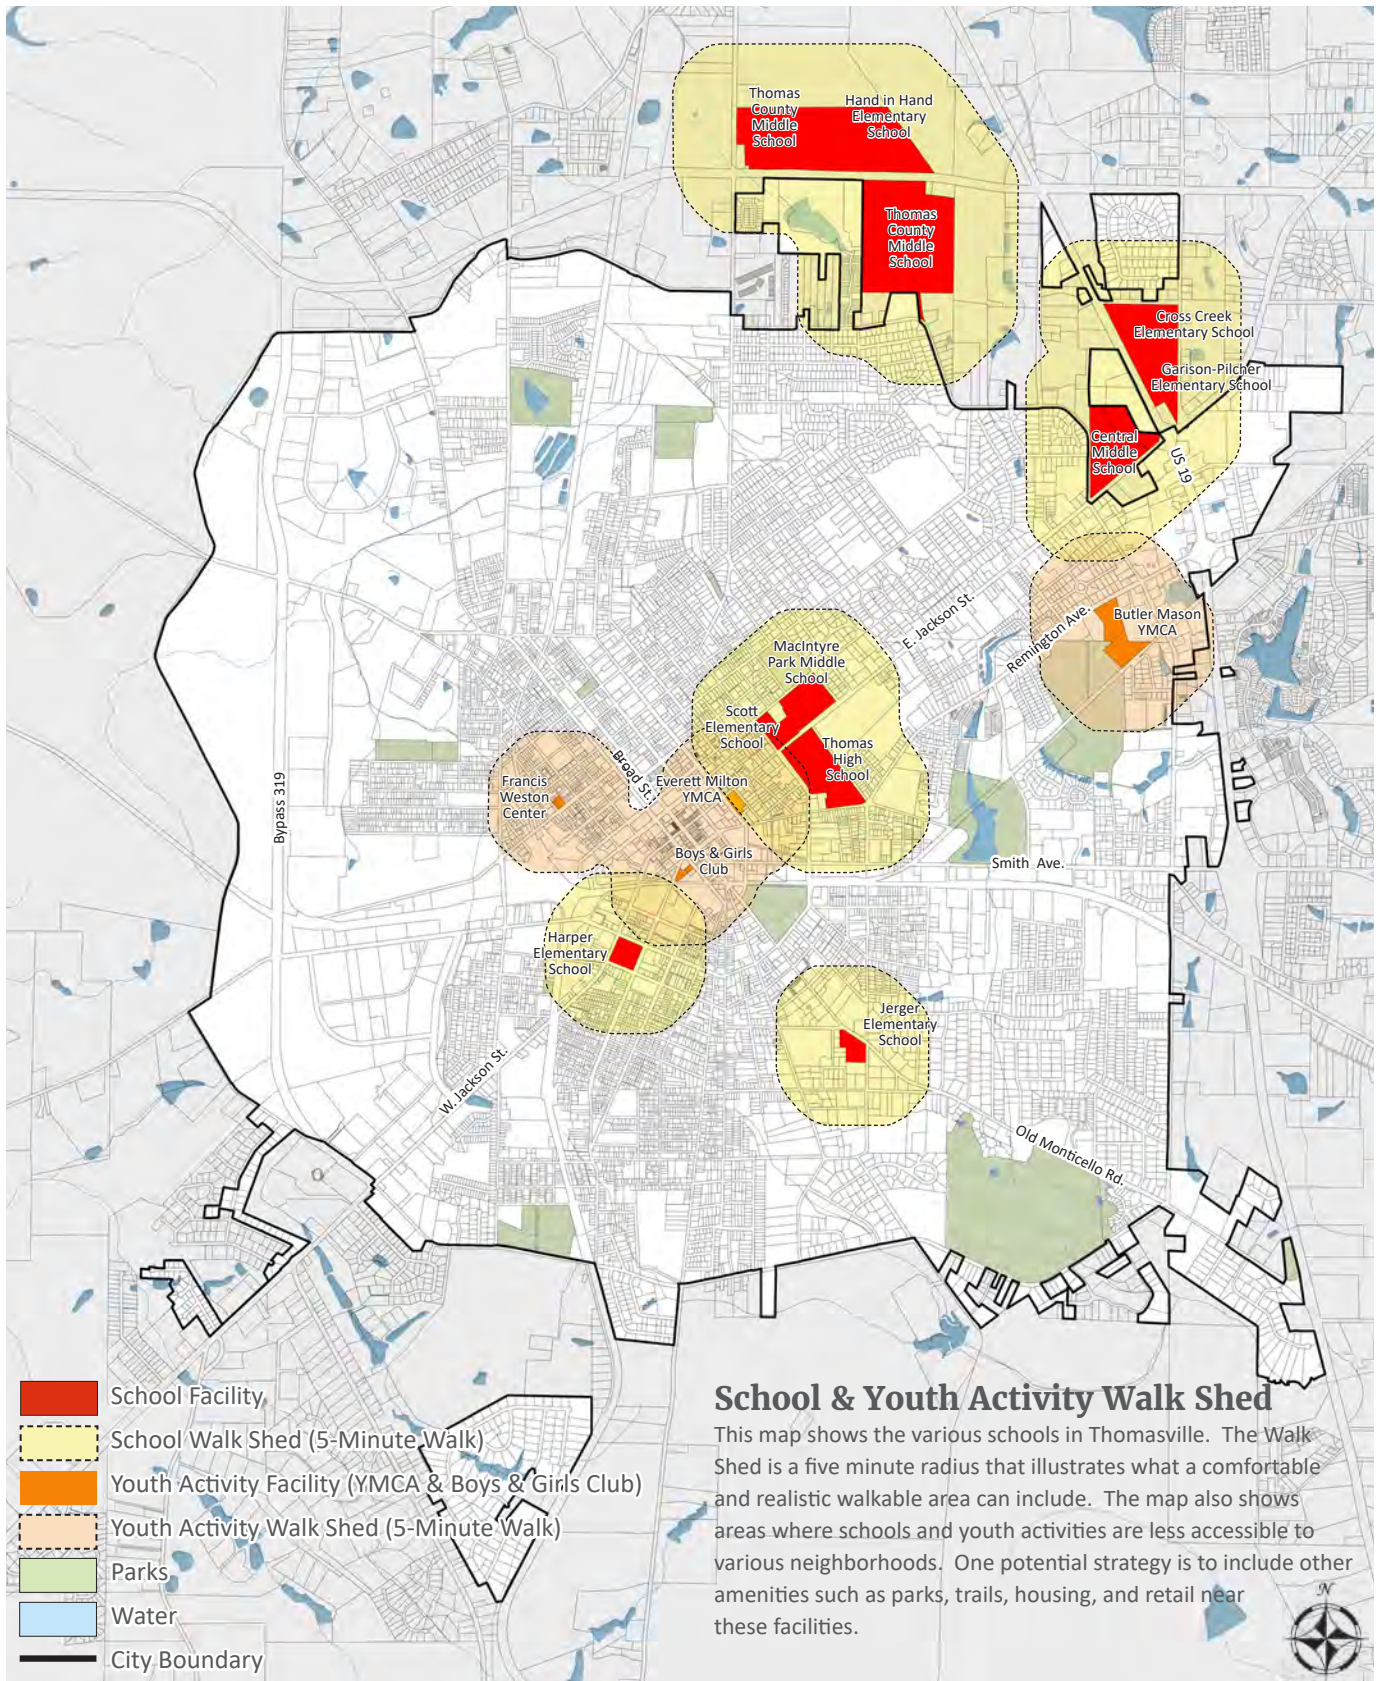 Thomas
County
Middle
School
Hand in Hand
Elementary
School
Thomas
County
Middle
School
Cross Creek
Elementary School
Garison-Pilcher
Elementary School
Central
Middle
School
US 19
Butler Mason
YMCA
Remington Ave.
E. Jackson St.
MacIntyre
Park Middle
School
Scott
Elementary
School
Thomas
High
School
Broad St.
Everett Milton
YMCA
Francis
Weston
Center
Bypass 319
Boys & Girls
Club
Smith Ave.
Harper
Elementary
School
Jerger
Elementary
School
W. Jackson St.
Old Monticello Rd.
School Facility
School Walk Shed (5-Minute Walk)
Youth Activity Facility (YMCA & Boys & Girls Club)
Youth Activity Walk Shed (5-Minute Walk)
Parks
Water
City Boundary
School & Youth Activity Walk Shed
This map shows the various schools in Thomasville. The Walk
Shed is a five minute radius that illustrates what a comfortable
and realistic walkable area can include. The map also shows
areas where schools and youth activities are less accessible to
various neighborhoods. One potential strategy is to include other
amenities such as parks, trails, housing, and retail near
these facilities.
N